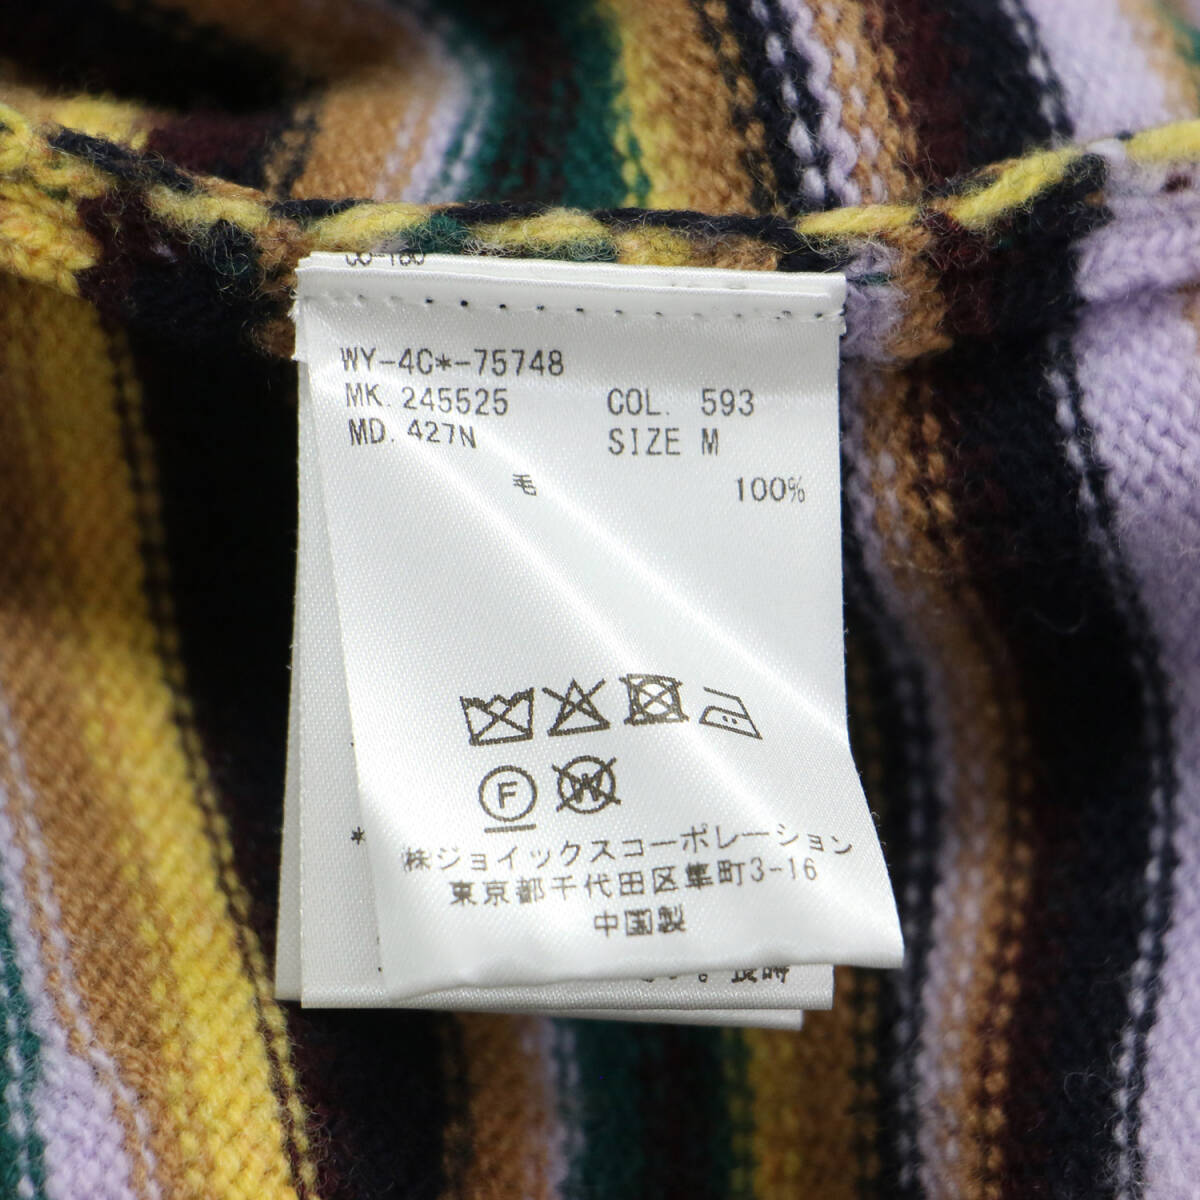 WY-4C*-75748
MK. 245525 COL. 593
MD. 427N SIZE M
毛 100%
F
W
*
㈱ジョイックスコーポレーション
東京都千代田区隼町3-16
中国製